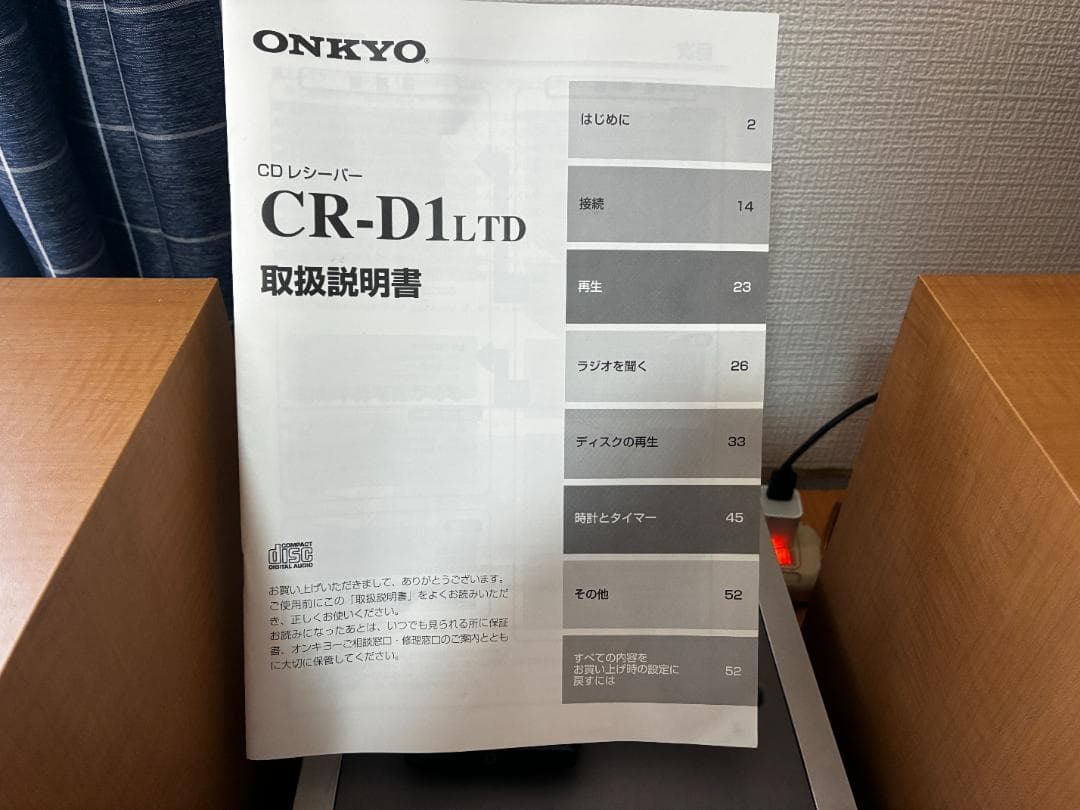 ONKYO®
CDレシーバー
CR-D1LTD
取扱説明書
COMPACT
disc
DIGITAL AUDIO
お買い上げいただきまして、ありがとうございます。
ご使用前にこの「取扱説明書」をよくお読みいただ
き、正しくお使いください。
お読みになったあとは、いつでも見られる所に保証
書、オンキヨーご相談窓口・修理窓口のご案内ととも
に大切に保管してください。
はじめに 2
接続 14
再生 23
ラジオを聞く 26
ディスクの再生 33
時計とタイマー 45
その他 52
すべての内容を
お買い上げ時の設定に 52
戻すには